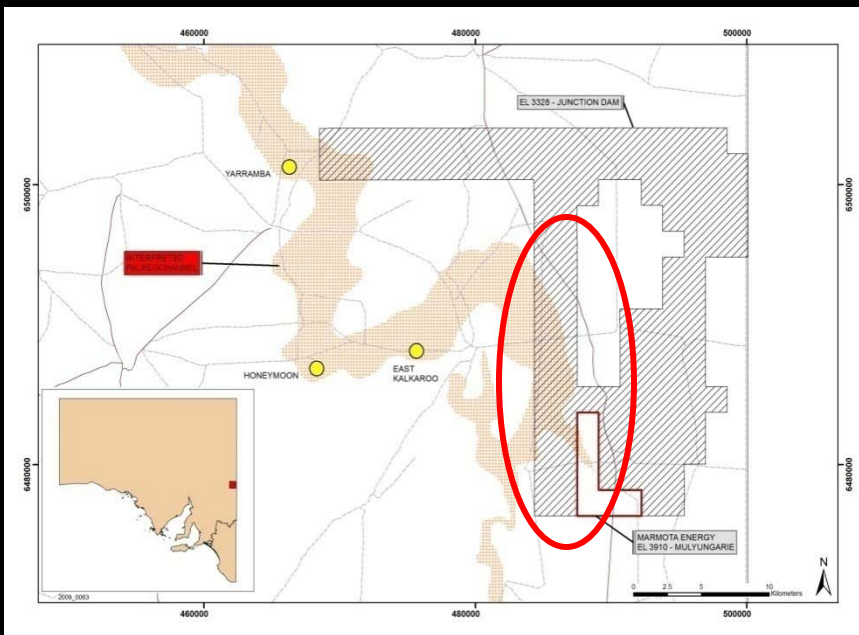 460000
480000
500000
EL 3328 - JUNCTION DAM
YARRAMBA
6500000
6500000
INTERPRETED
PALAEOCHANNEL
HONEYMOON
EAST
KALKAROO
6480000
6480000
MARMOTA ENERGY
EL 3910 - MULYUNGARIE
N
0 2.5 5 10
Kilometers
2009_0063
460000
480000
500000